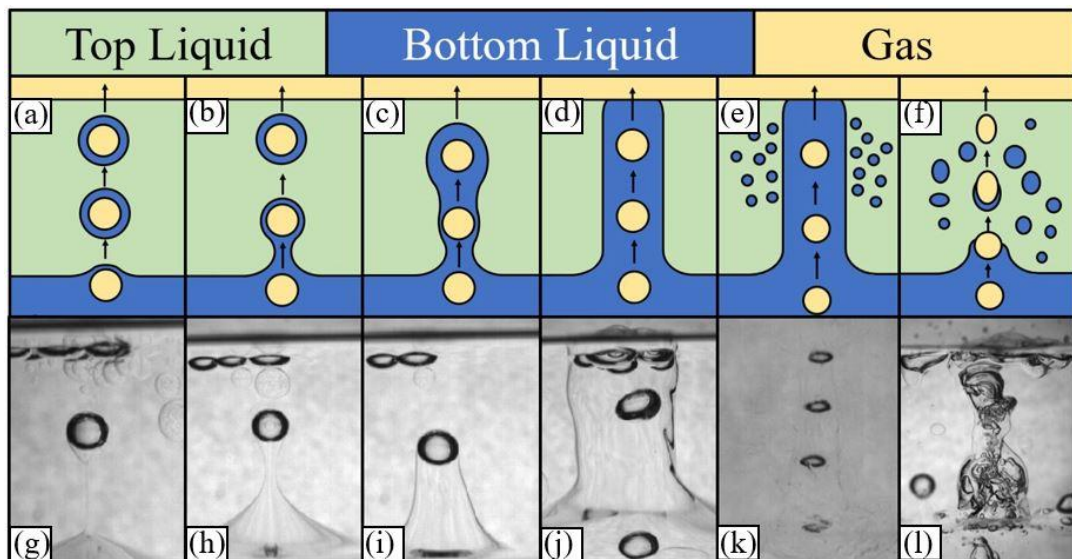 Top Liquid Bottom Liquid Gas
(a) (b) (c) (d) (e) (f)
(g) (h) (i) (j) (k) (l)